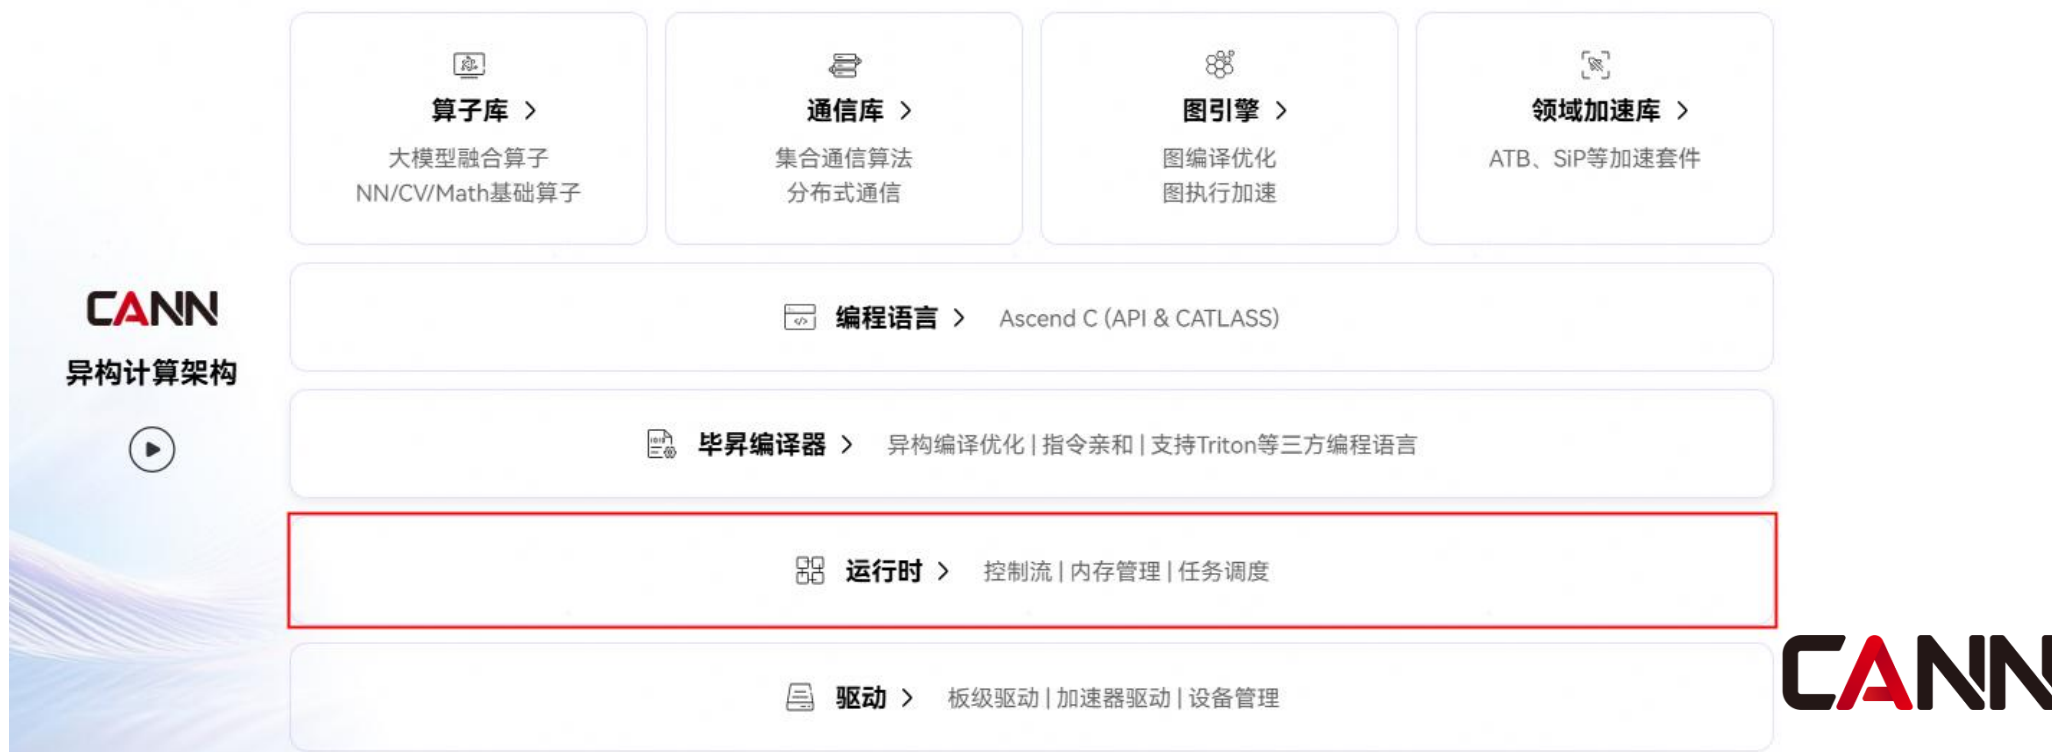 算子库 >
大模型融合算子
NN/CV/Math基础算子
通信库 >
集合通信算法
分布式通信
图引擎 >
图编译优化
图执行加速
领域加速库 >
ATB、SiP等加速套件
CANN
异构计算架构
编程语言 > Ascend C (API & CATLASS)
毕昇编译器 > 异构编译优化 | 指令亲和 | 支持Triton等三方编程语言
运行时 > 控制流 | 内存管理 | 任务调度
驱动 > 板级驱动 | 加速器驱动 | 设备管理
CANN